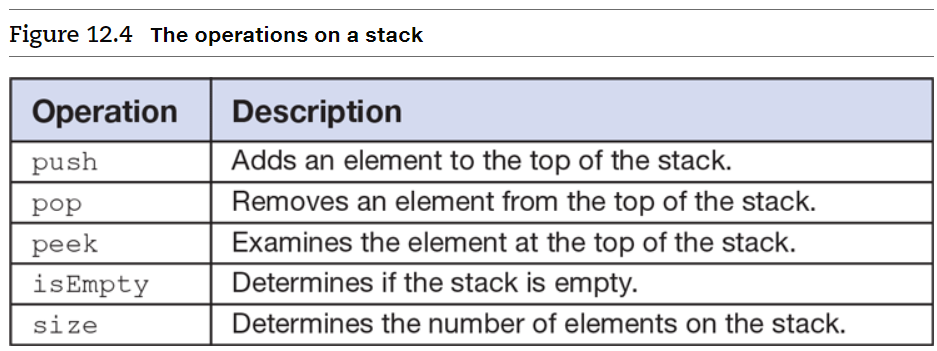 Figure 12.4 The operations on a stack
Operation Description
push Adds an element to the top of the stack.
pop Removes an element from the top of the stack.
peek Examines the element at the top of the stack.
isEmpty Determines if the stack is empty.
size Determines the number of elements on the stack.